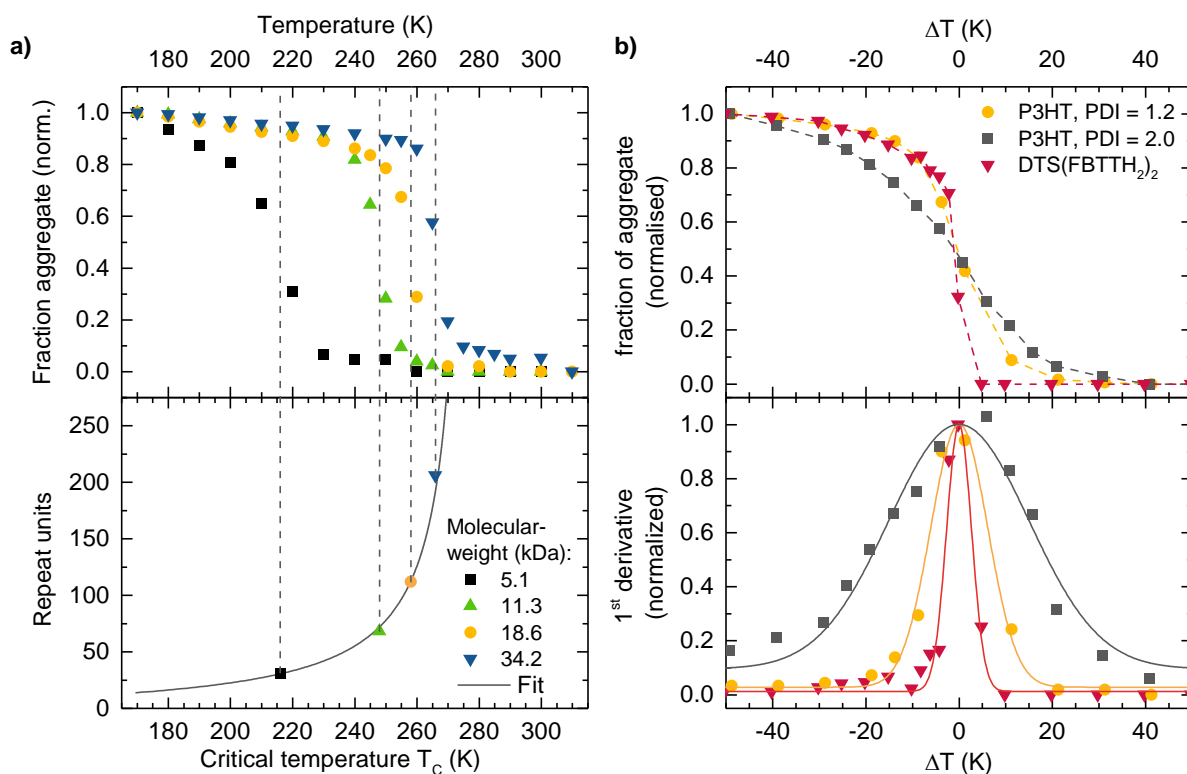 a)
Temperature (K)
180 200 220 240 260 280 300
Fraction aggregate (norm.)
1.0
0.8
0.6
0.4
0.2
0.0
Repeat units
250
200
150
100
50
0
Molecular-
weight (kDa):
5.1
11.3
18.6
34.2
Fit
180 200 220 240 260 280 300
Critical temperature T_C (K)
b)
ΔT (K)
-40 -20 0 20 40
fraction of aggregate
(normalised)
1.0
0.8
0.6
0.4
0.2
0.0
P3HT, PDI = 1.2
P3HT, PDI = 2.0
DTS(FBTTH₂)₂
1st derivative
(normalized)
1.0
0.8
0.6
0.4
0.2
0.0
-40 -20 0 20 40
ΔT (K)